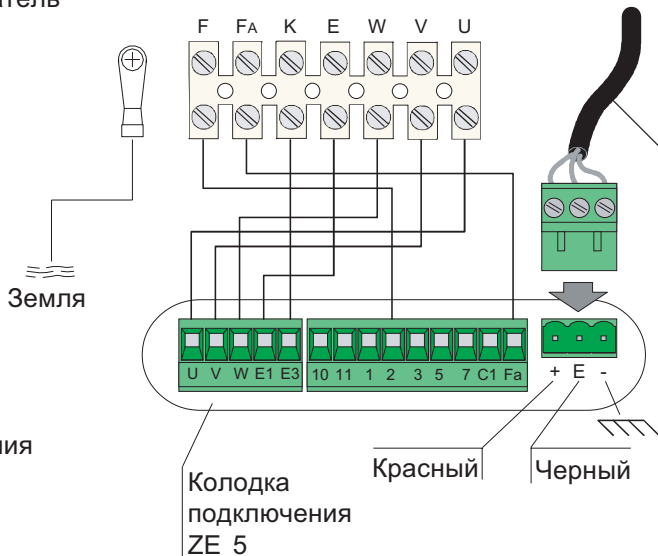 атель
F FA K E W V U
Земля
U V W E1 E3 10 11 1 2 3 5 7 C1 Fa
+ E -
ния
Красный Черный
Колодка
подключения
ZE 5